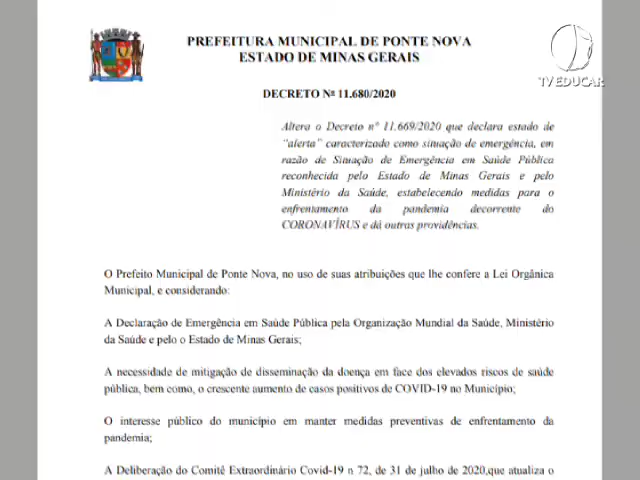 PREFEITURA MUNICIPAL DE PONTE NOVA
ESTADO DE MINAS GERAIS
TV EDUCAR
DECRETO Nº 11.680/2020
Altera o Decreto nº 11.669/2020 que declara estado de
"alerta" caracterizado como situação de emergência, em
razão de Situação de Emergência em Saúde Pública
reconhecida pelo Estado de Minas Gerais e pelo
Ministério da Saúde, estabelecendo medidas para o
enfrentamento da pandemia decorrente do
CORONAVÍRUS e dá outras providências.
O Prefeito Municipal de Ponte Nova, no uso de suas atribuições que lhe confere a Lei Orgânica
Municipal, e considerando:
A Declaração de Emergência em Saúde Pública pela Organização Mundial da Saúde, Ministério
da Saúde e pelo o Estado de Minas Gerais;
A necessidade de mitigação de disseminação da doença em face dos elevados riscos de saúde
pública, bem como, o crescente aumento de casos positivos de COVID-19 no Município;
O interesse público do município em manter medidas preventivas de enfrentamento da
pandemia;
A Deliberação do Comitê Extraordinário Covid-19 n 72, de 31 de julho de 2020,que atualiza o